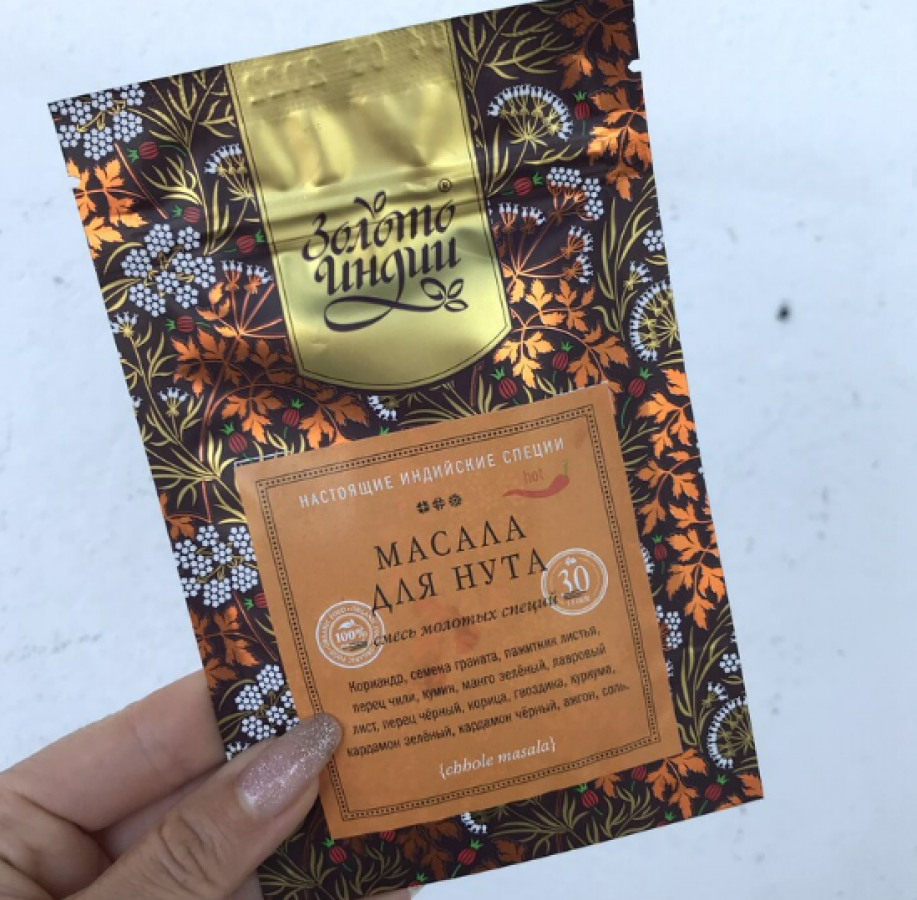 Золото
Индии
®
НАСТОЯЩИЕ ИНДИЙСКИЕ СПЕЦИИ
hot
МАСАЛА
ДЛЯ НУТА
30
100%
смесь молотых специй
Кориандр, семена граната, пажитник листья,
перец чили, кумин, манго зелёный, лавровый
лист, перец чёрный, корица, гвоздика, куркума,
кардамон зелёный, кардамон чёрный, ажгон, соль.
{chhole masala}